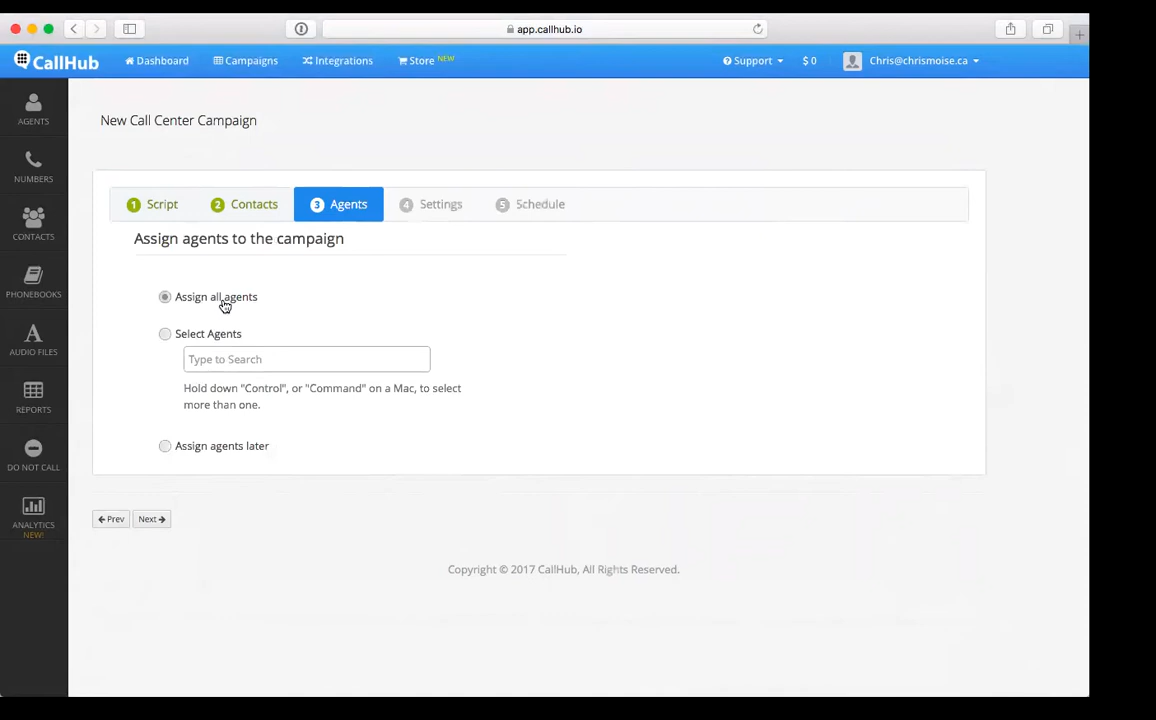 app.callhub.io
CallHub
Dashboard
Campaigns
Integrations
Store NEW
Support
$ 0
Chris@chrismoise.ca
AGENTS
NUMBERS
CONTACTS
PHONEBOOKS
AUDIO FILES
REPORTS
DO NOT CALL
ANALYTICS
NEW!
New Call Center Campaign
1 Script
2 Contacts
3 Agents
4 Settings
5 Schedule
Assign agents to the campaign
Assign all agents
Select Agents
Type to Search
Hold down "Control", or "Command" on a Mac, to select
more than one.
Assign agents later
Prev
Next
Copyright © 2017 CallHub, All Rights Reserved.